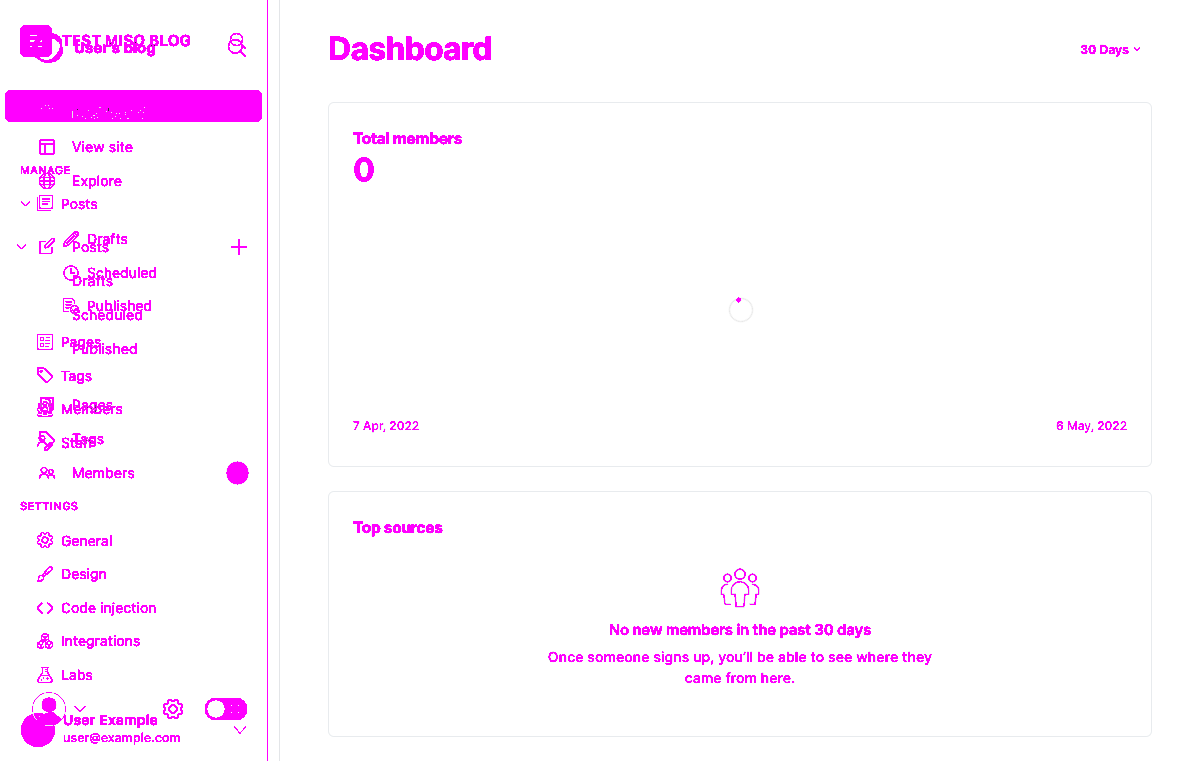 TEST MISO BLOG
user's blog
View site
MANAGE
Explore
Posts
Drafts
Posts
Scheduled
Drafts
Published
Scheduled
Pages
Published
Tags
Pages
Members
Tags
Staff
Members
SETTINGS
General
Design
Code injection
Integrations
Labs
User Example
user@example.com
Dashboard
30 Days
Total members
0
7 Apr, 2022
6 May, 2022
Top sources
No new members in the past 30 days
Once someone signs up, you'll be able to see where they
came from here.